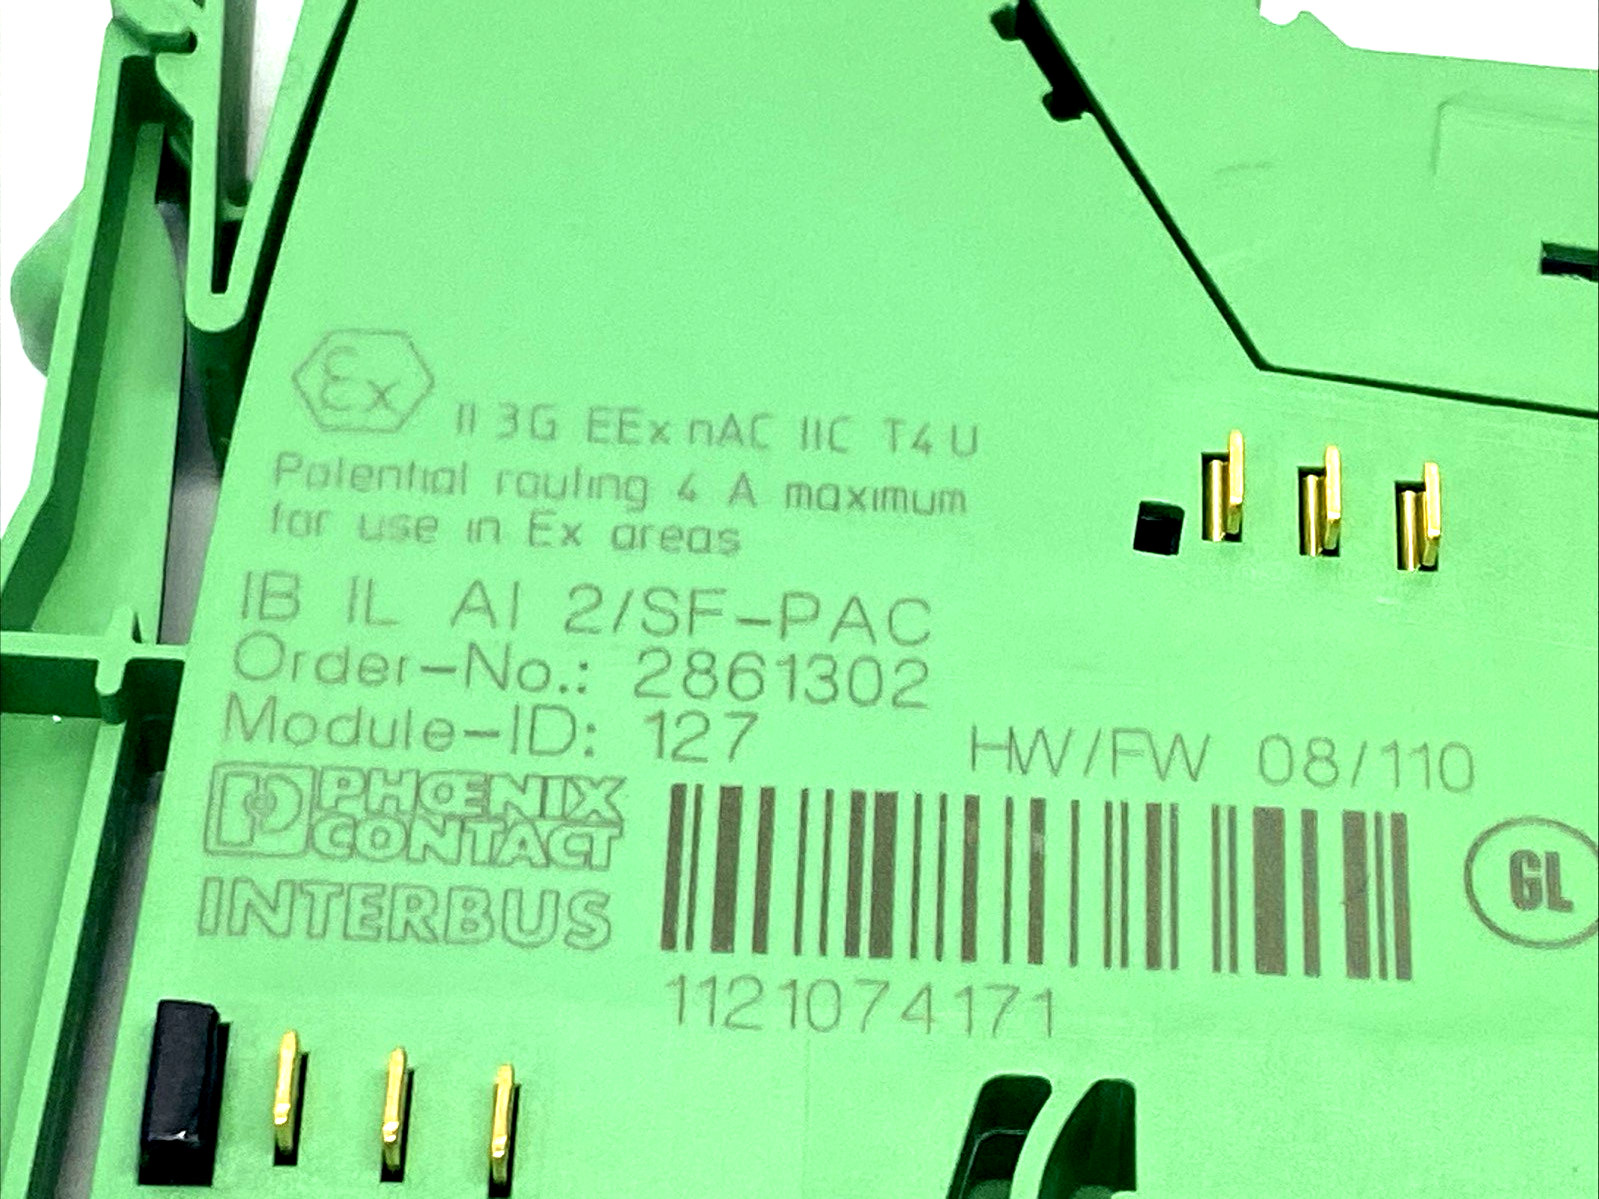 Ex II 3G EEx nAC IIC T4 U
Potential routing 4 A maximum
for use in Ex areas
IB IL AI 2/SF-PAC
Order-No.: 2861302
Module-ID: 127
HW/FW 08/110
PHŒNIX
CONTACT
INTERBUS
1121074171
GL